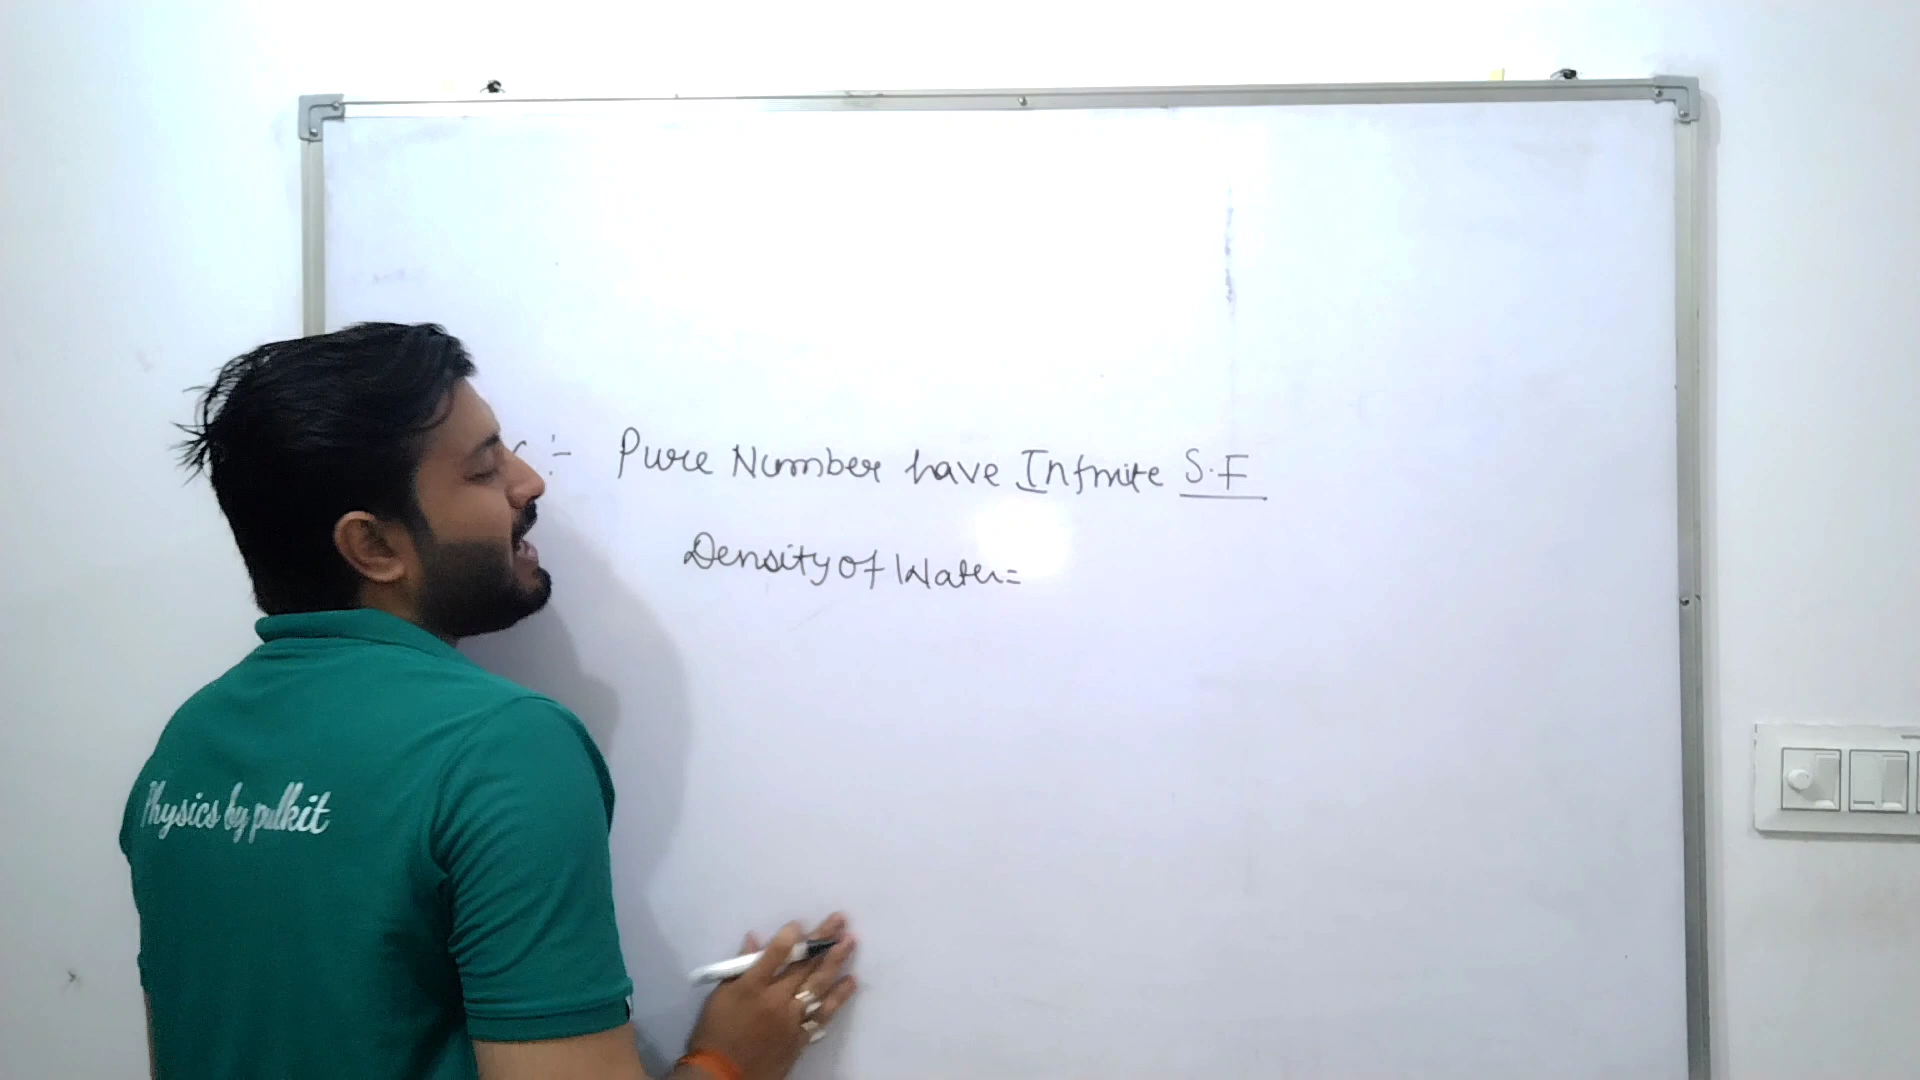 :- Pure Number have Infinite S.F
Density of Water=
Physics by pulkit